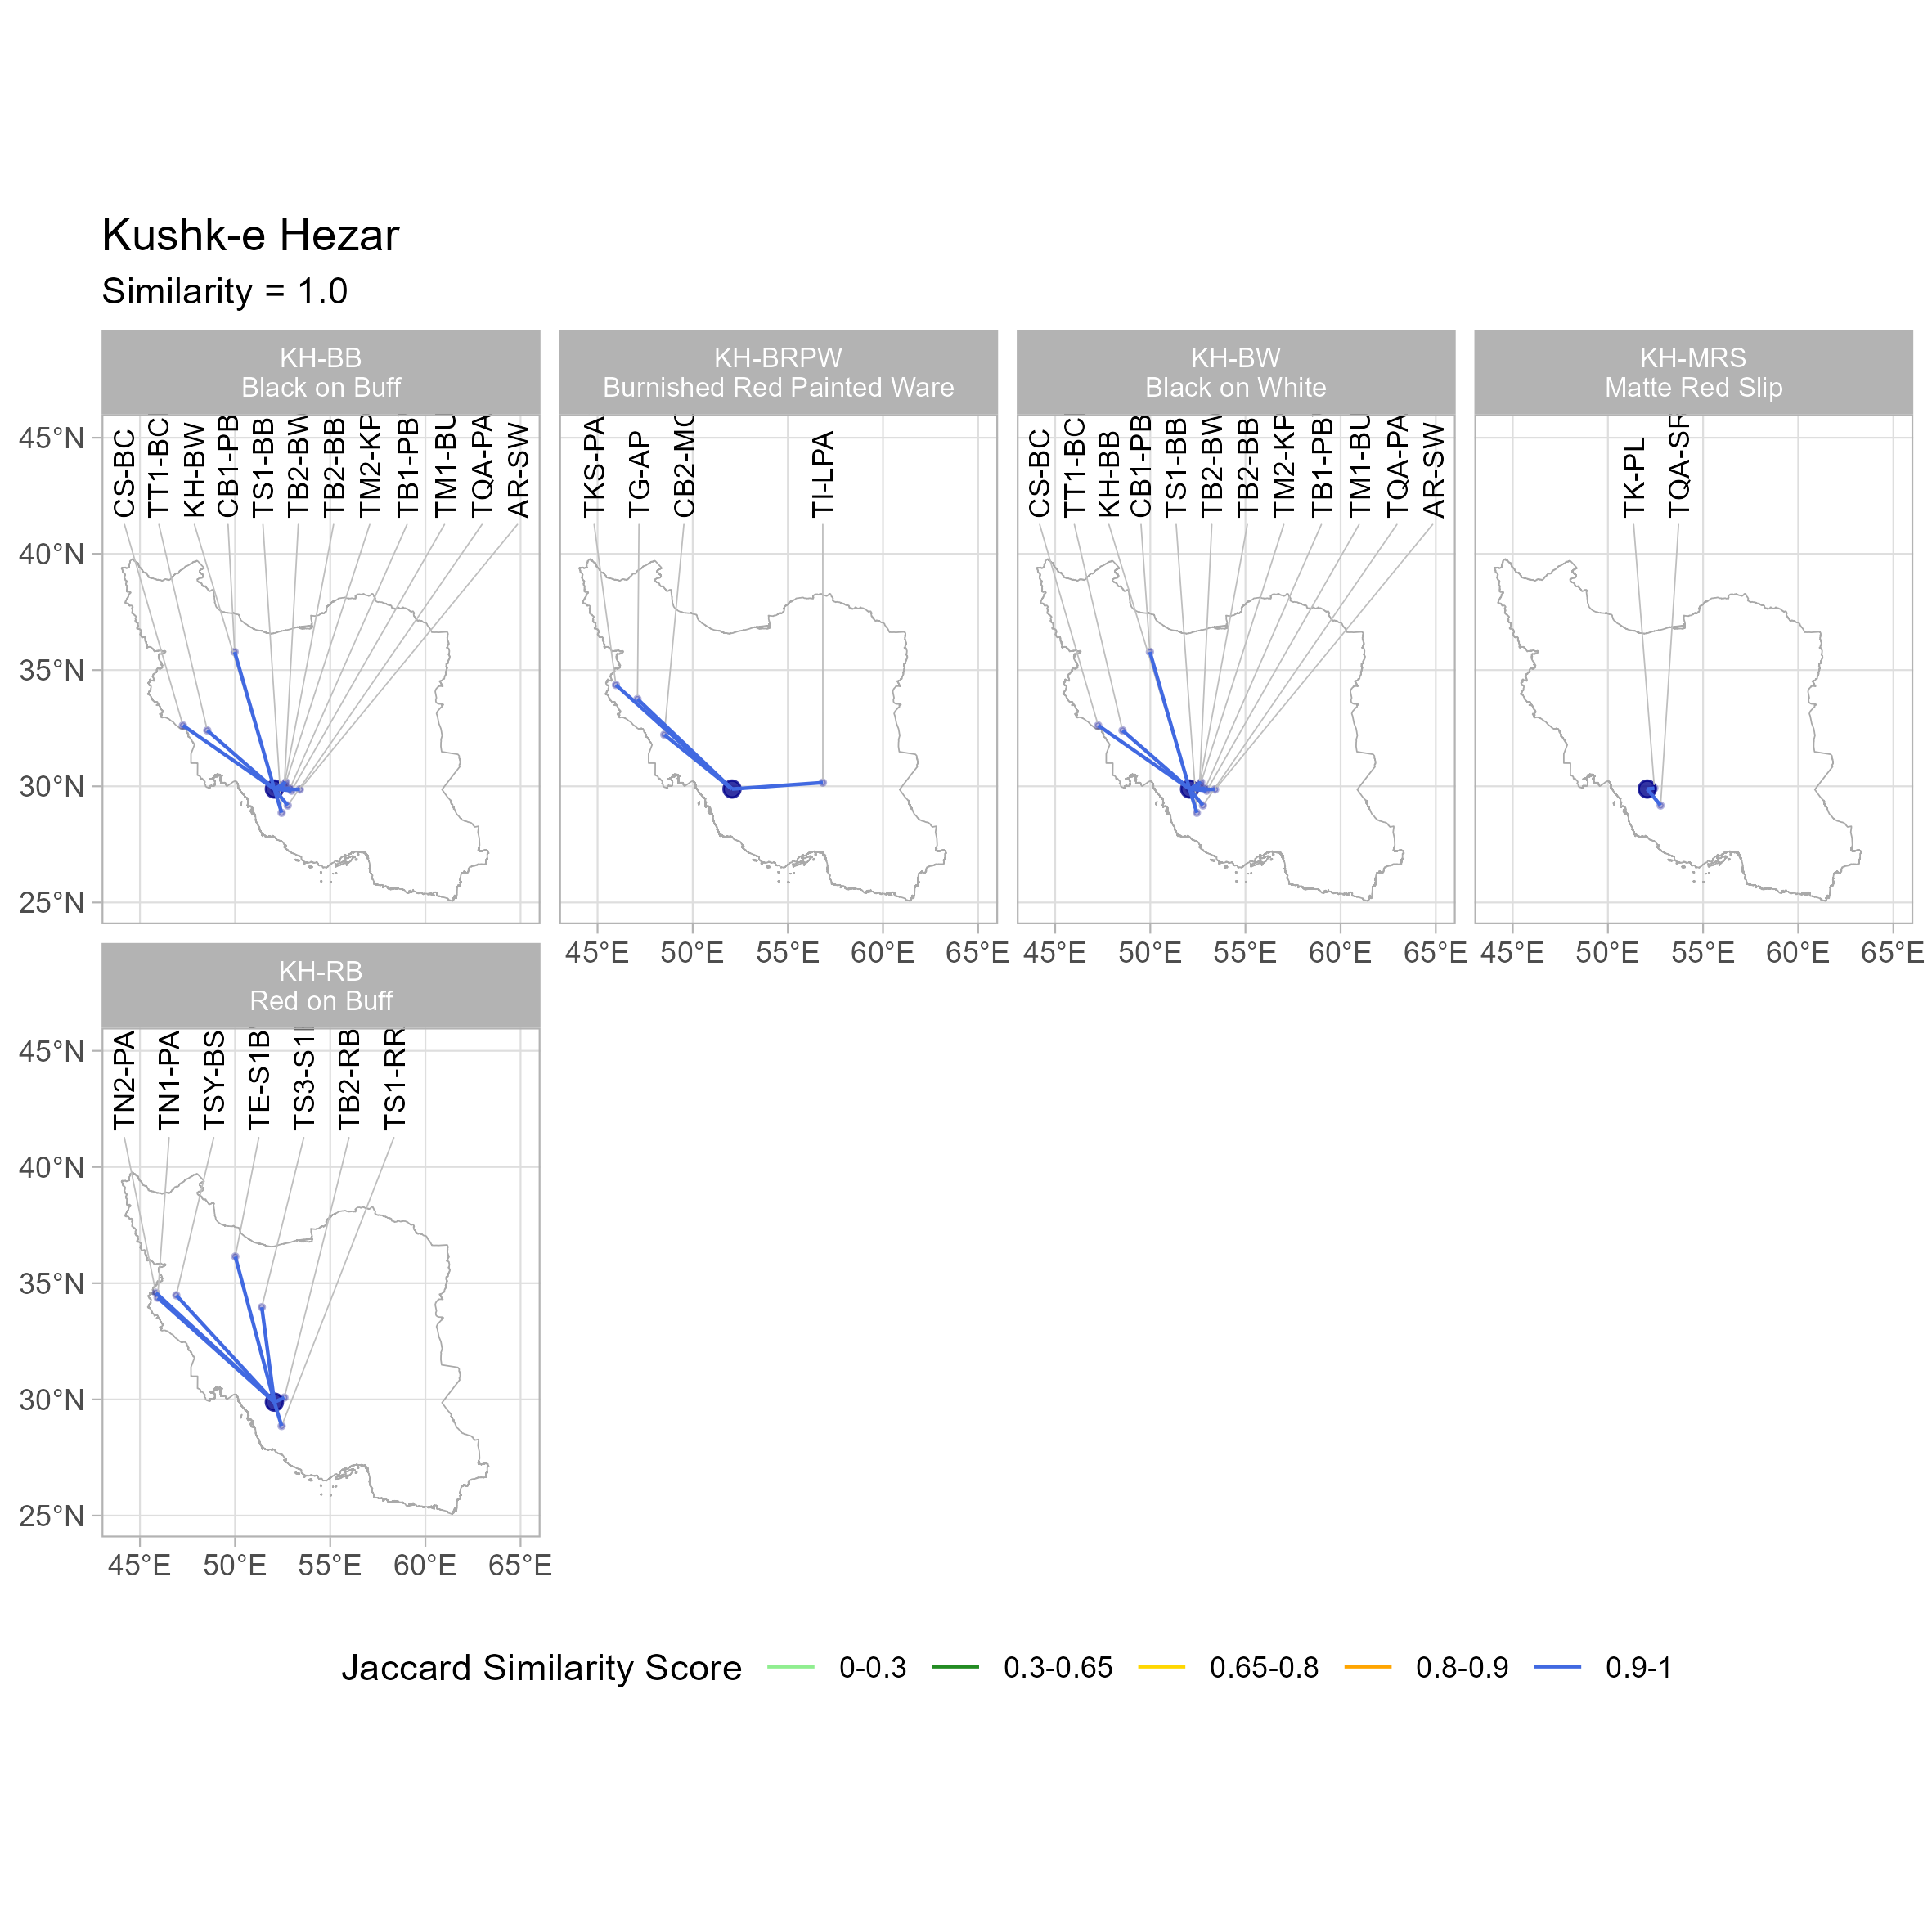 Kushk-e Hezar
Similarity = 1.0
KH-BB
Black on Buff
KH-BRPW
Burnished Red Painted Ware
KH-BW
Black on White
KH-MRS
Matte Red Slip
CS-BC
TT1-BC
KH-BW
CB1-PB
TS1-BB
TB2-BW
TB2-BB
TM2-KP
TB1-PB
TM1-BU
TQA-PA
AR-SW
TKS-PA
TG-AP
TI-LPA
CS-BC
TT1-BC
KH-BB
CB1-PB
TS1-BB
TB2-BW
TB2-BB
TM2-KP
TB1-PB
TM1-BU
TQA-PA
AR-SW
TK-PL
45°N
40°N
35°N
30°N
25°N
45°E 50°E 55°E 60°E 65°E
45°E 50°E 55°E 60°E 65°E
45°E 50°E 55°E 60°E 65°E
KH-RB
Red on Buff
TN2-PA
TN1-PA
TSY-BS
TE-S1B
TB2-RB
45°N
40°N
35°N
30°N
25°N
45°E 50°E 55°E 60°E 65°E
Jaccard Similarity Score 0-0.3 0.3-0.65 0.65-0.8 0.8-0.9 0.9-1